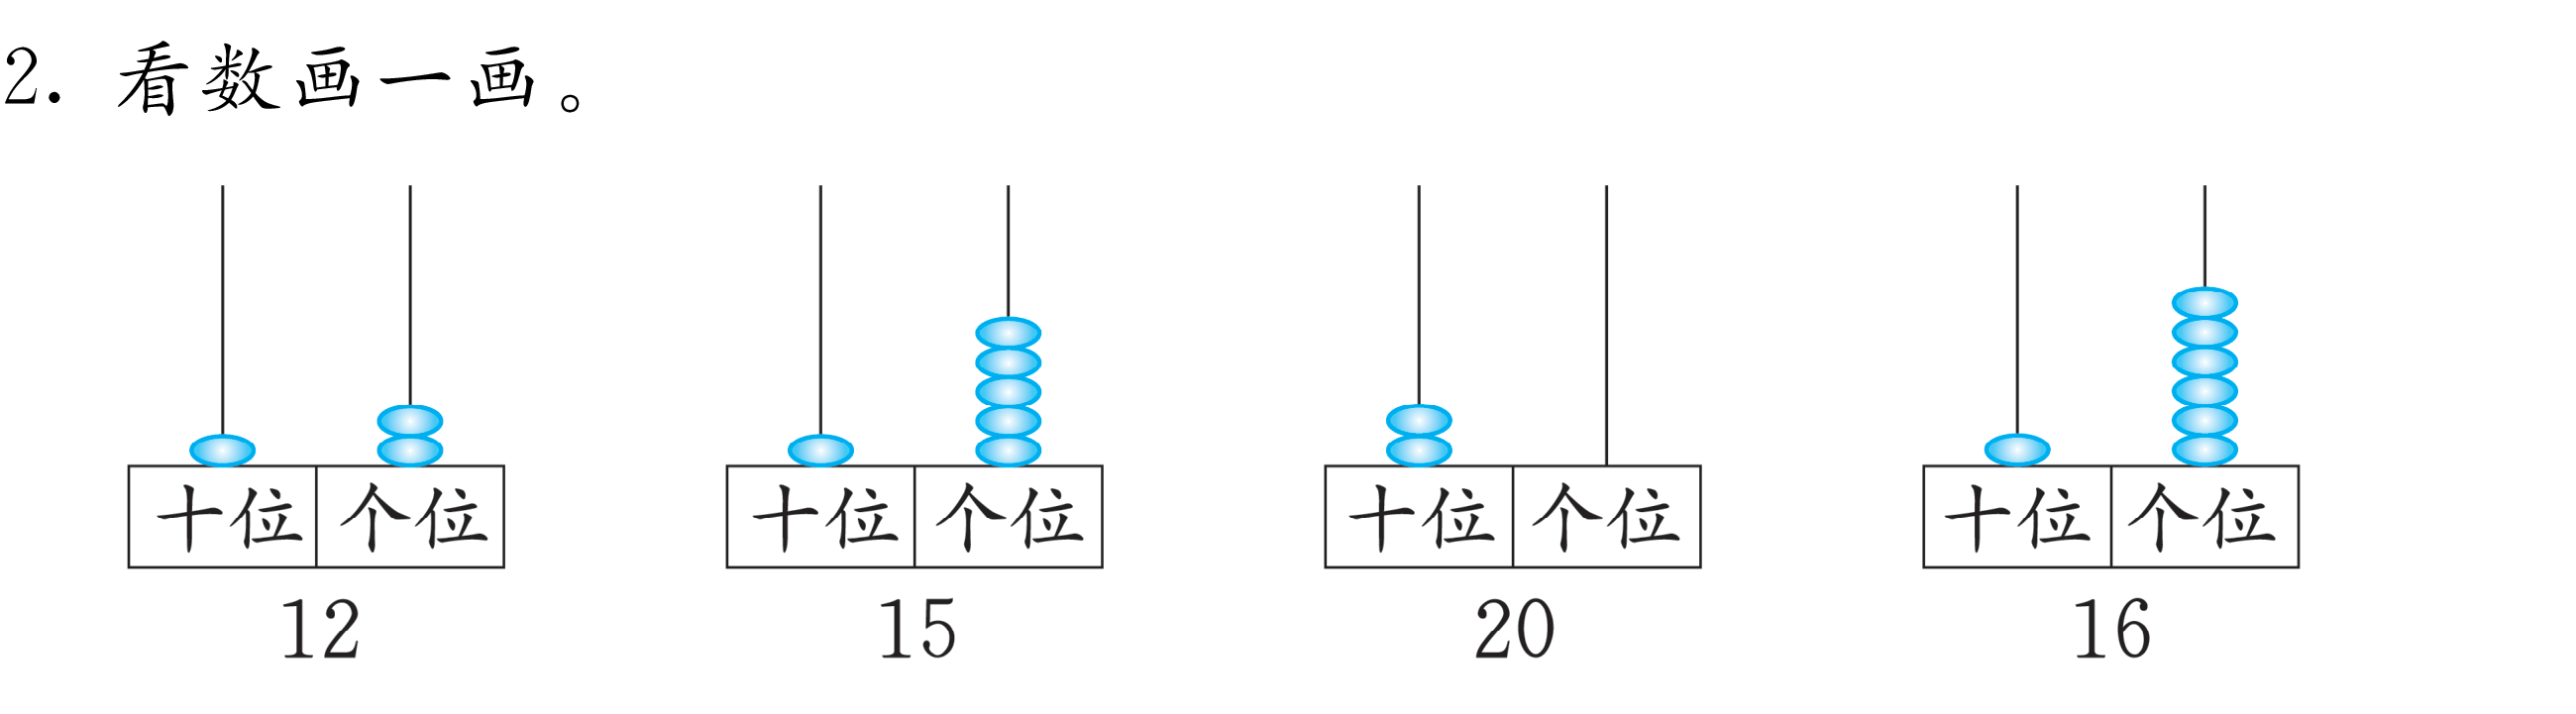 2. 看数画一画。
十位 个位 十位 个位 十位 个位 十位 个位
12 15 20 16